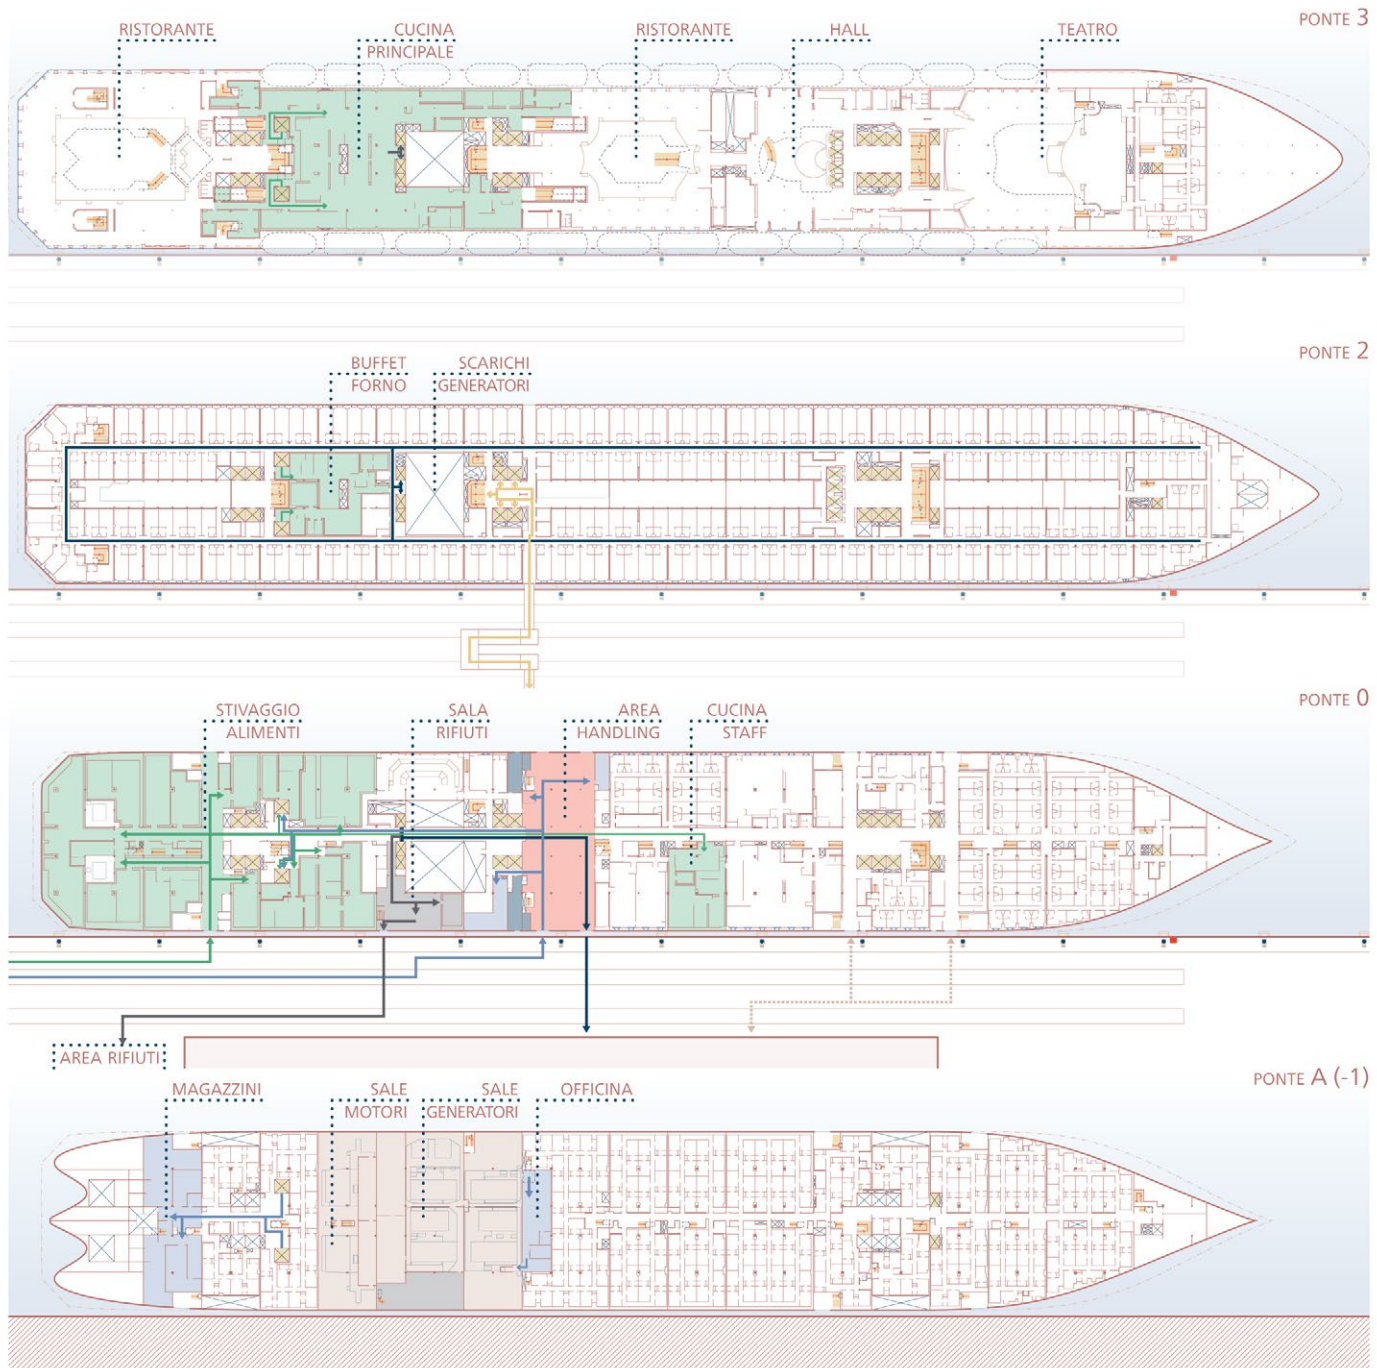 PONTE 3
RISTORANTE
CUCINA
PRINCIPALE
RISTORANTE
HALL
TEATRO
PONTE 2
BUFFET
FORNO
SCARICHI
GENERATORI
PONTE 0
STIVAGGIO
ALIMENTI
SALA
RIFIUTI
AREA
HANDLING
CUCINA
STAFF
AREA RIFIUTI
PONTE A (-1)
MAGAZZINI
SALE
MOTORI
SALE
GENERATORI
OFFICINA